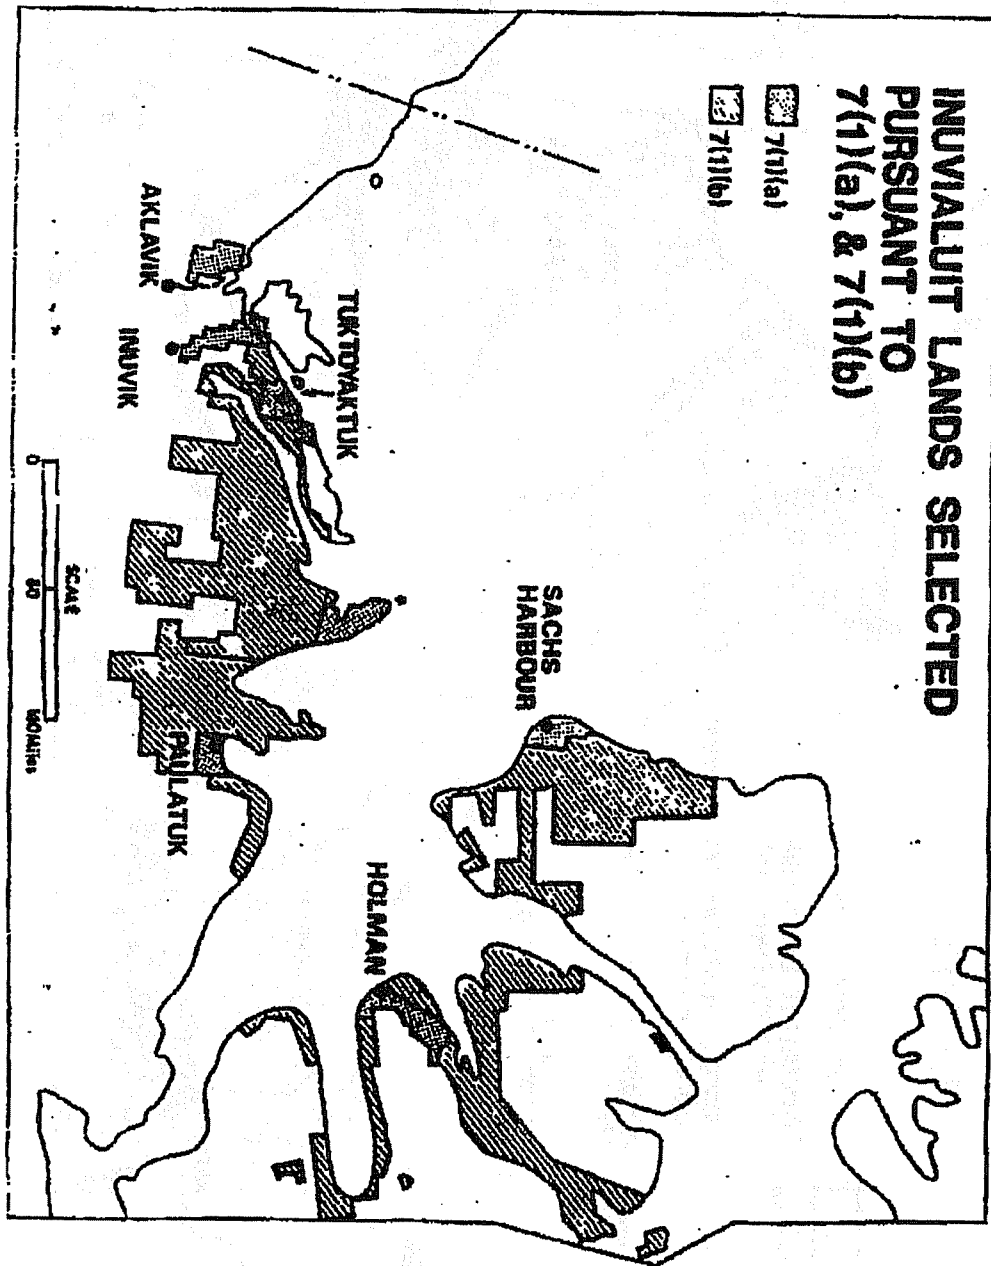 INUVIALUIT LANDS SELECTED
PURSUANT TO
7(1)(a), & 7(1)(b)
7(1)(a)
7(1)(b)
AKLAVIK
INUVIK
TUKTOYAKTUK
SACHS
HARBOUR
PAULATUK
HOLMAN
SCALE
0
80
160 Miles